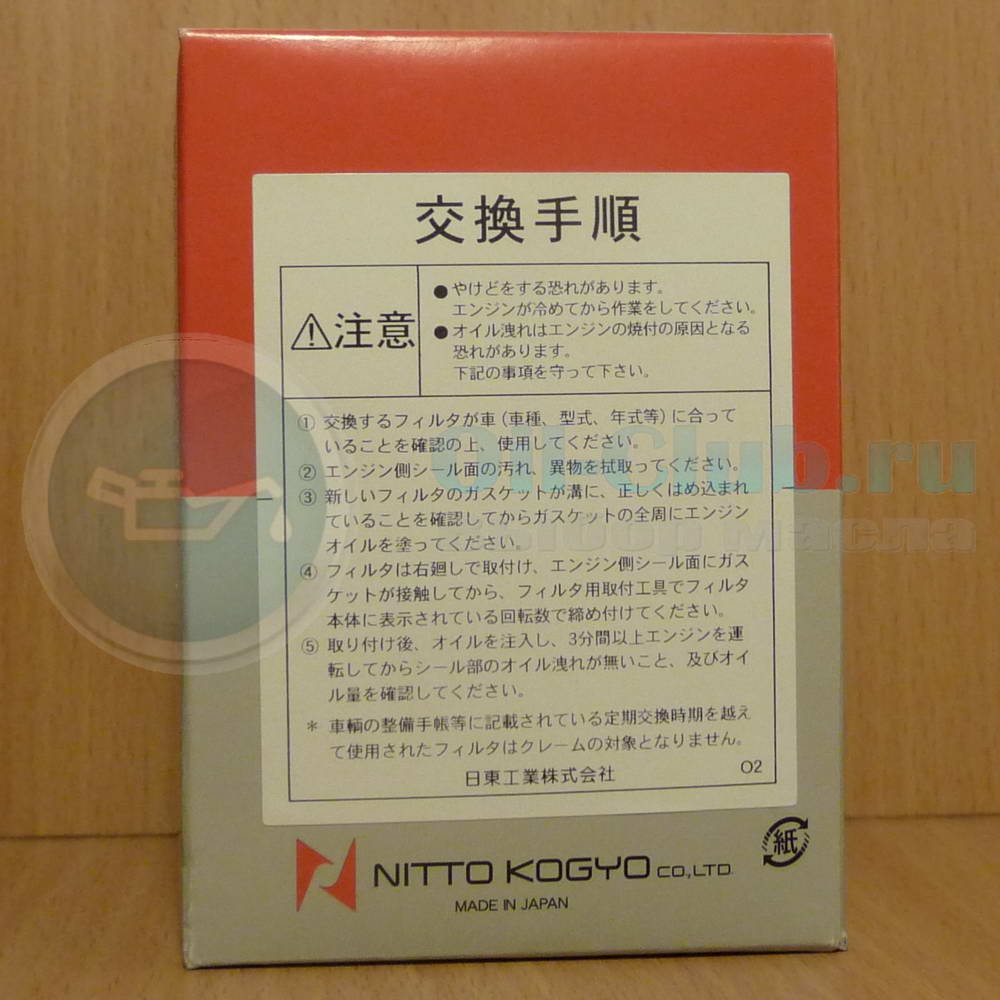 交換手順
⚠注意
●やけどをする恐れがあります。
エンジンが冷めてから作業をしてください。
●オイル洩れはエンジンの焼付の原因となる
恐れがあります。
下記の事項を守って下さい。
① 交換するフィルタが車(車種、型式、年式等)に合って
いることを確認の上、使用してください。
② エンジン側シール面の汚れ、異物を拭取ってください。
③ 新しいフィルタのガスケットが溝に、正しくはめ込まれ
ていることを確認してからガスケットの全周にエンジン
オイルを塗ってください。
④ フィルタは右廻しで取付け、エンジン側シール面にガス
ケットが接触してから、フィルタ用取付工具でフィルタ
本体に表示されている回転数で締め付けてください。
⑤ 取り付け後、オイルを注入し、3分間以上エンジンを運
転してからシール部のオイル洩れが無いこと、及びオイ
ル量を確認してください。
* 車輌の整備手帳等に記載されている定期交換時期を越え
て使用されたフィルタはクレームの対象となりません。
日東工業株式会社 02
紙
NITTO KOGYO CO.,LTD.
MADE IN JAPAN
Oil-Club.ru
масла